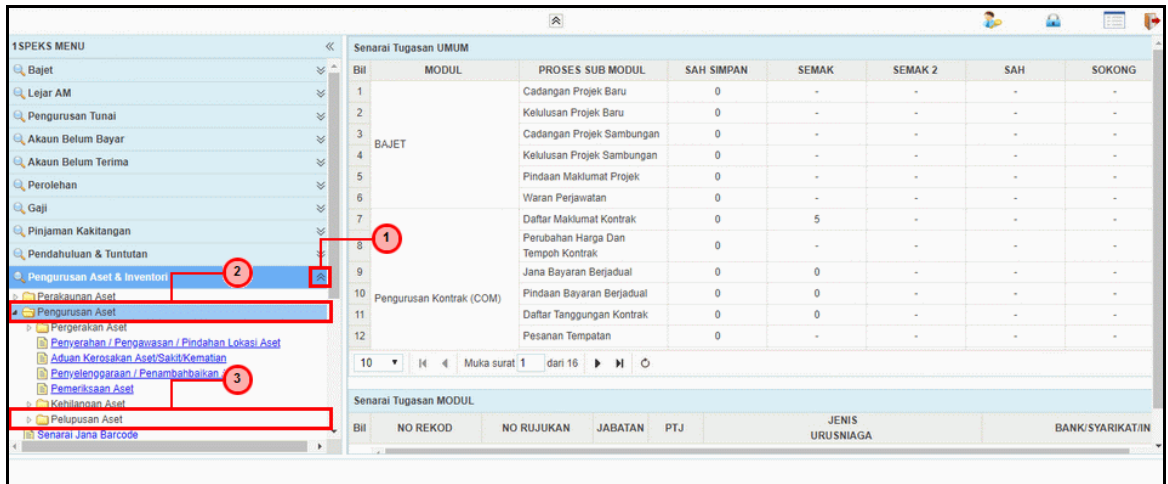 1SPEKS MENU
Bajet
Lejar AM
Pengurusan Tunai
Akaun Belum Bayar
Akaun Belum Terima
Perolehan
Gaji
Pinjaman Kakitangan
Pendahuluan & Tuntutan
Pengurusan Aset & Inventori
Perakaunan Aset
Pengurusan Aset
Pergerakan Aset
Penyerahan / Pengawasan / Pindahan Lokasi Aset
Aduan Kerosakan Aset/Sakit/Kematian
Penyelenggaraan / Penambahbaikan
Pemeriksaan Aset
Kehilangan Aset
Pelupusan Aset
Senarai Jana Barcode
1
2
3
Senarai Tugasan UMUM
Bil MODUL PROSES SUB MODUL SAH SIMPAN SEMAK SEMAK 2 SAH SOKONG
1 Cadangan Projek Baru 0 - - - -
2 Kelulusan Projek Baru 0 - - - -
3 Cadangan Projek Sambungan 0 - - - -
BAJET
4 Kelulusan Projek Sambungan 0 - - - -
5 Pindaan Maklumat Projek 0 - - - -
6 Waran Perjawatan 0 - - - -
7 Daftar Maklumat Kontrak 0 5 - - -
8 Perubahan Harga Dan 0 - - - -
Tempoh Kontrak
9 Jana Bayaran Berjadual 0 0 - - -
10 Pengurusan Kontrak (COM) Pindaan Bayaran Berjadual 0 0 - - -
11 Daftar Tanggungan Kontrak 0 0 - - -
12 Pesanan Tempatan 0 - - - -
10 Muka surat 1 dari 16
Senarai Tugasan MODUL
Bil NO REKOD NO RUJUKAN JABATAN PTJ JENIS URUSNIAGA BANK/SYARIKAT/IN